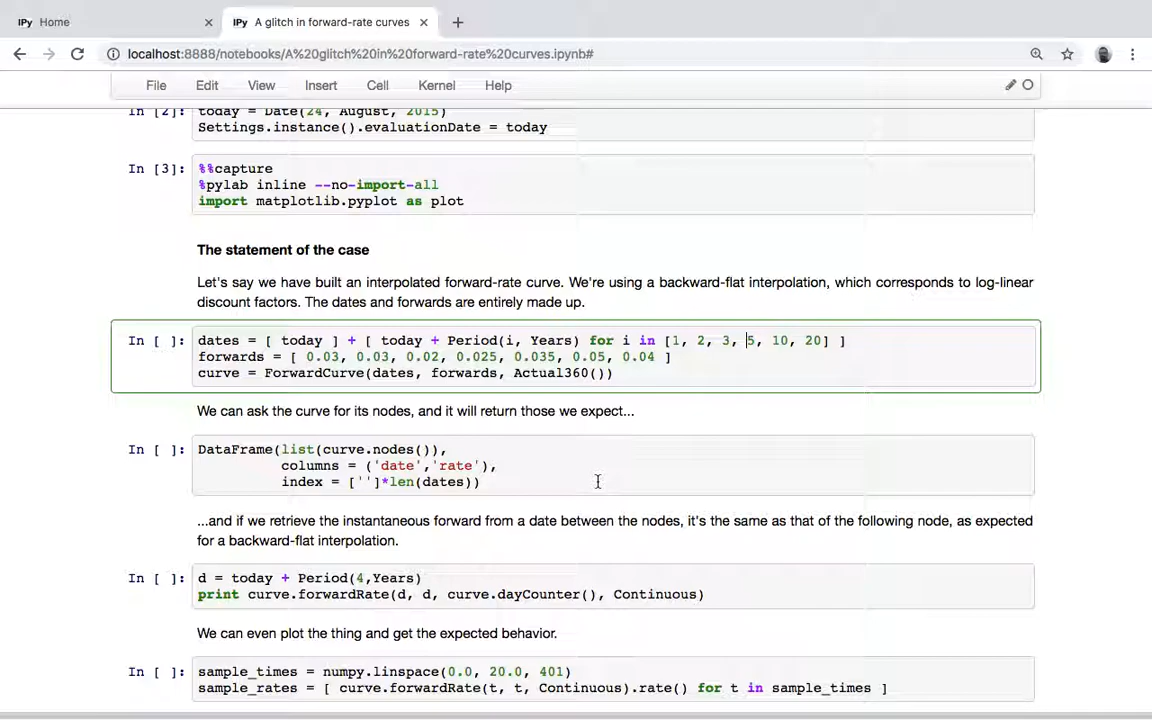 IPy Home × IPy A glitch in forward-rate curves × +
localhost:8888/notebooks/A%20glitch%20in%20forward-rate%20curves.ipynb#
File Edit View Insert Cell Kernel Help
In [2]: today = Date(24, August, 2015)
Settings.instance().evaluationDate = today
In [3]: %%capture
%pylab inline --no-import-all
import matplotlib.pyplot as plot
The statement of the case
Let's say we have built an interpolated forward-rate curve. We're using a backward-flat interpolation, which corresponds to log-linear
discount factors. The dates and forwards are entirely made up.
In [ ]: dates = [ today ] + [ today + Period(i, Years) for i in [1, 2, 3, 5, 10, 20] ]
forwards = [ 0.03, 0.03, 0.02, 0.025, 0.035, 0.05, 0.04 ]
curve = ForwardCurve(dates, forwards, Actual360())
We can ask the curve for its nodes, and it will return those we expect...
In [ ]: DataFrame(list(curve.nodes()),
columns = ('date','rate'),
index = ['']*len(dates))
...and if we retrieve the instantaneous forward from a date between the nodes, it's the same as that of the following node, as expected
for a backward-flat interpolation.
In [ ]: d = today + Period(4,Years)
print curve.forwardRate(d, d, curve.dayCounter(), Continuous)
We can even plot the thing and get the expected behavior.
In [ ]: sample_times = numpy.linspace(0.0, 20.0, 401)
sample_rates = [ curve.forwardRate(t, t, Continuous).rate() for t in sample_times ]